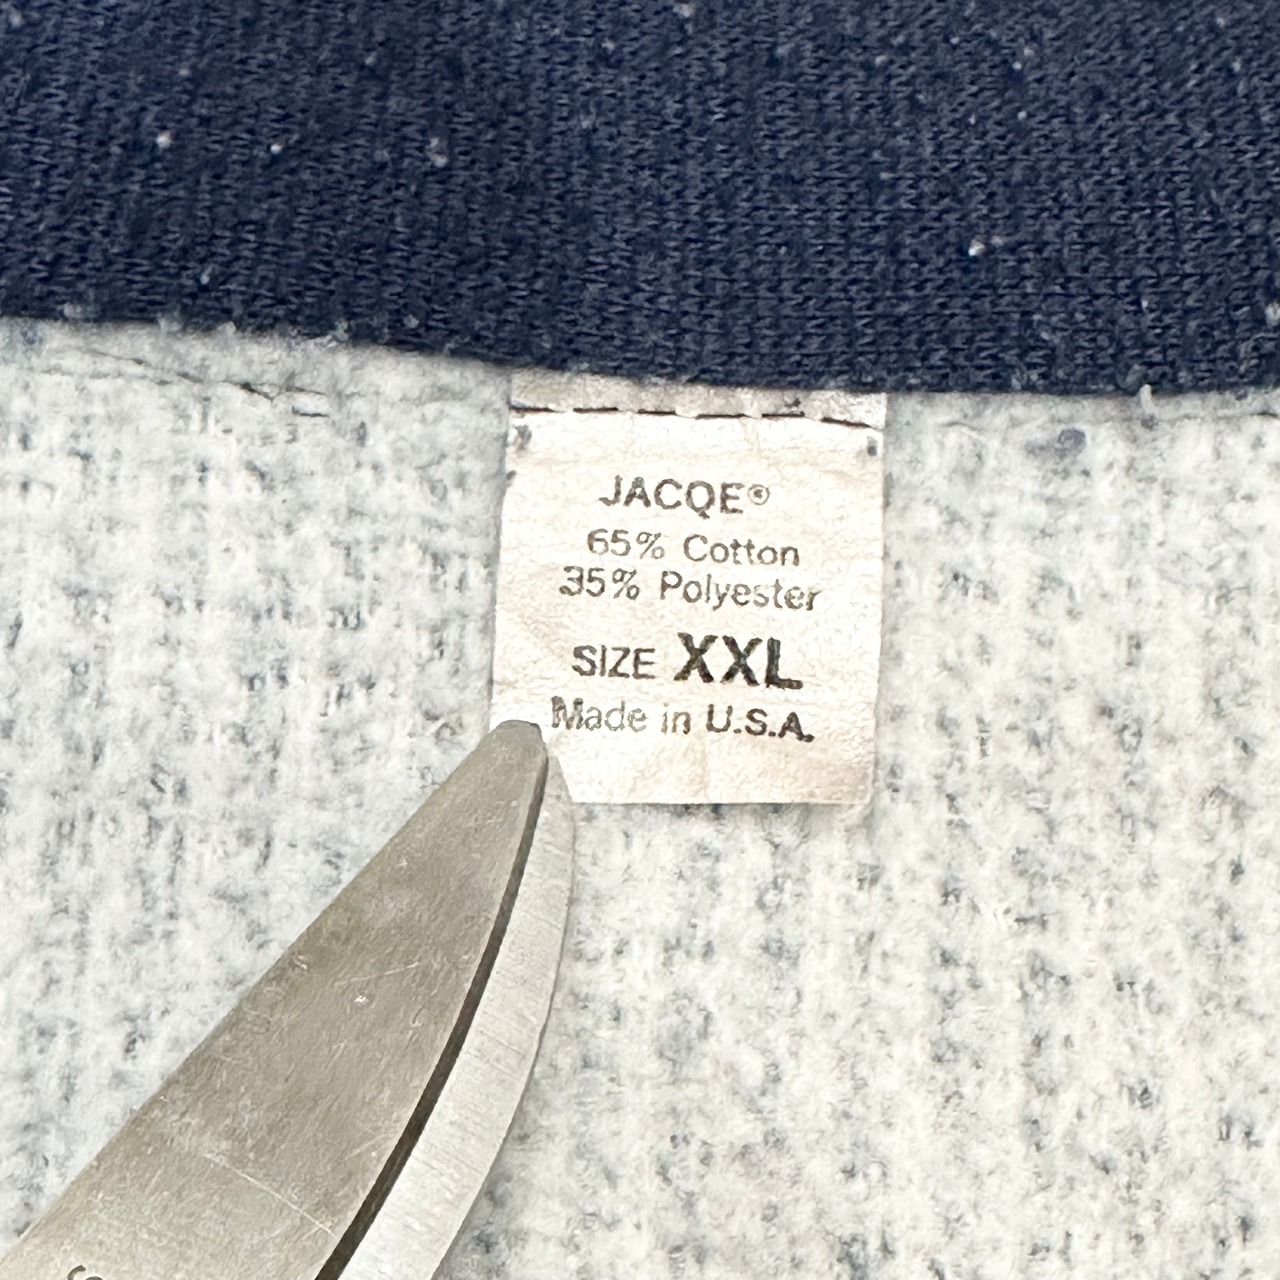 JACQE®
65% Cotton
35% Polyester
SIZE XXL
Made in U.S.A.